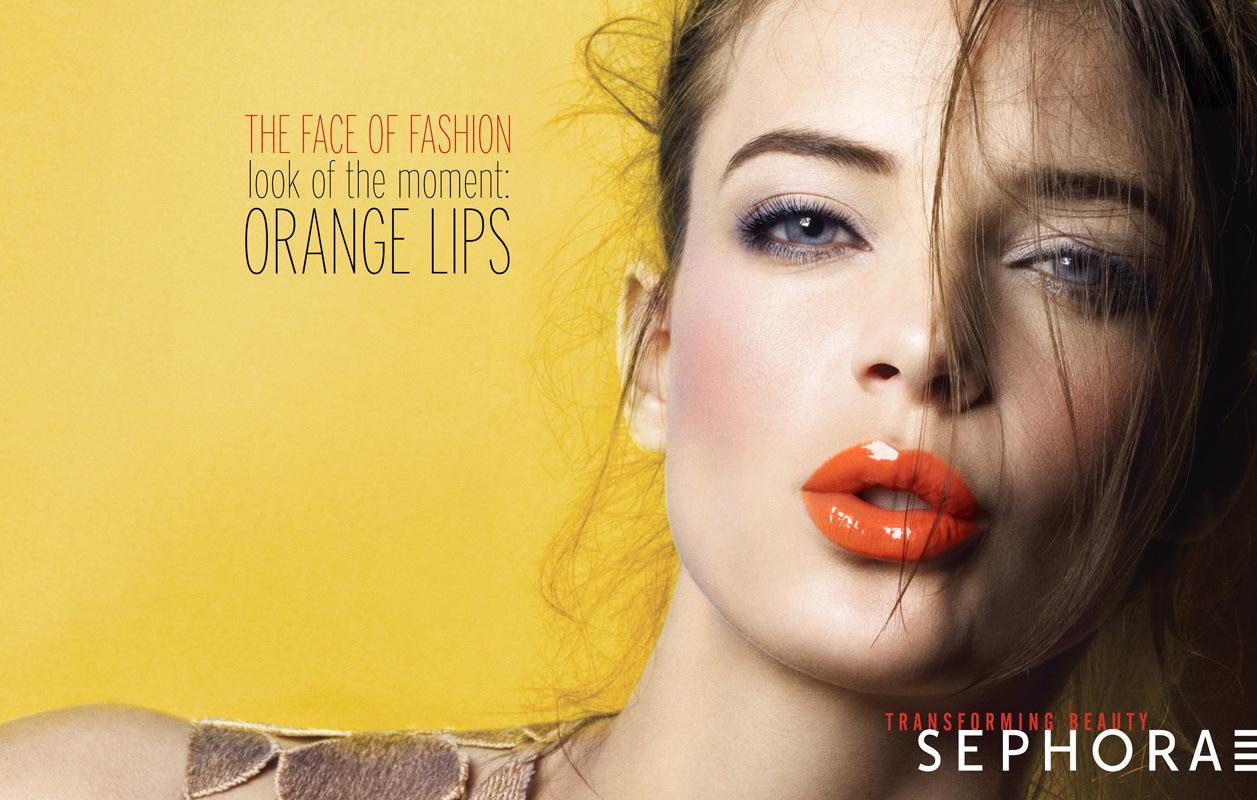 THE FACE OF FASHION
look of the moment:
ORANGE LIPS
TRANSFORMING BEAUTY
SEPHORA